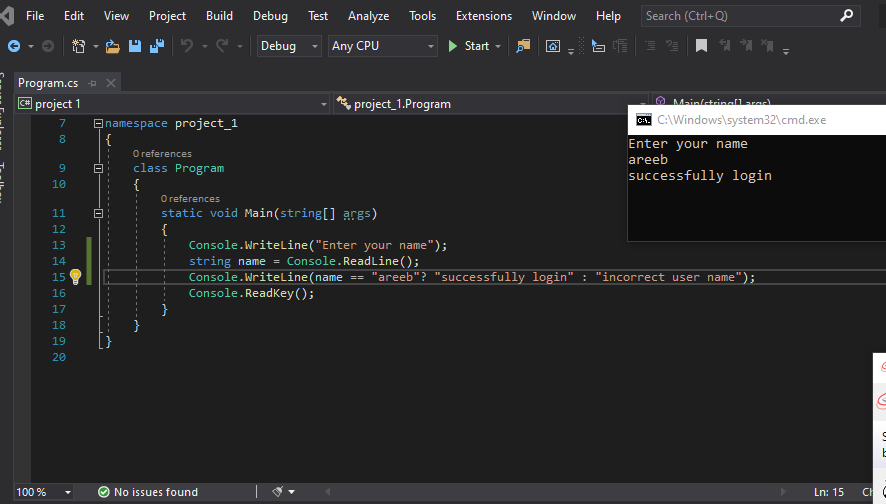 File Edit View Project Build Debug Test Analyze Tools Extensions Window Help Search (Ctrl+Q)
Debug Any CPU Start
Program.cs
C# project 1 project_1.Program Main(string[] args)
C:\Windows\system32\cmd.exe
Enter your name
areeb
successfully login
7 namespace project_1
8 {
0 references
9 class Program
10 {
0 references
11 static void Main(string[] args)
12 {
13 Console.WriteLine("Enter your name");
14 string name = Console.ReadLine();
15 Console.WriteLine(name == "areeb"? "successfully login" : "incorrect user name");
16 Console.ReadKey();
17 }
18 }
19 }
20
100 % No issues found Ln: 15